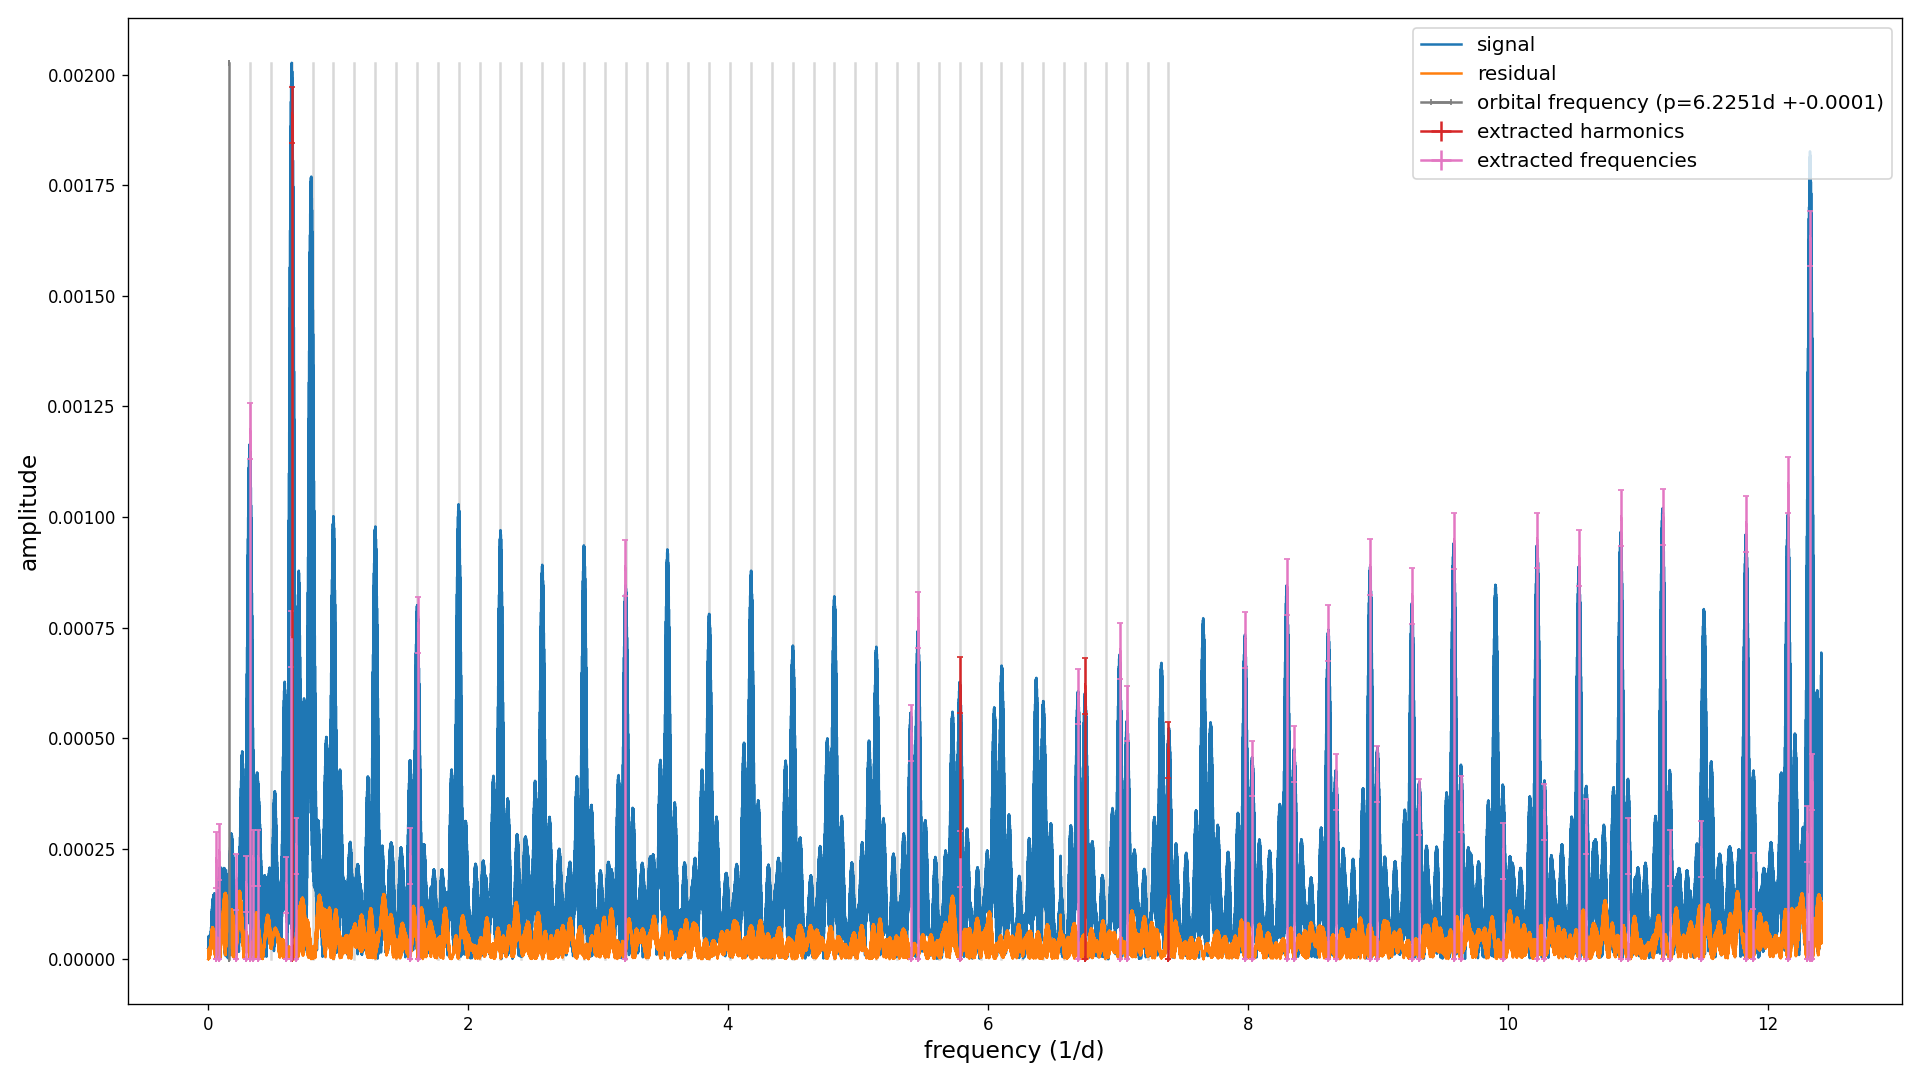 signal
residual
orbital frequency (p=6.2251d +-0.0001)
extracted harmonics
extracted frequencies
0.00200
0.00175
0.00150
0.00125
0.00100
0.00075
0.00050
0.00025
0.00000
amplitude
0 2 4 6 8 10 12
frequency (1/d)